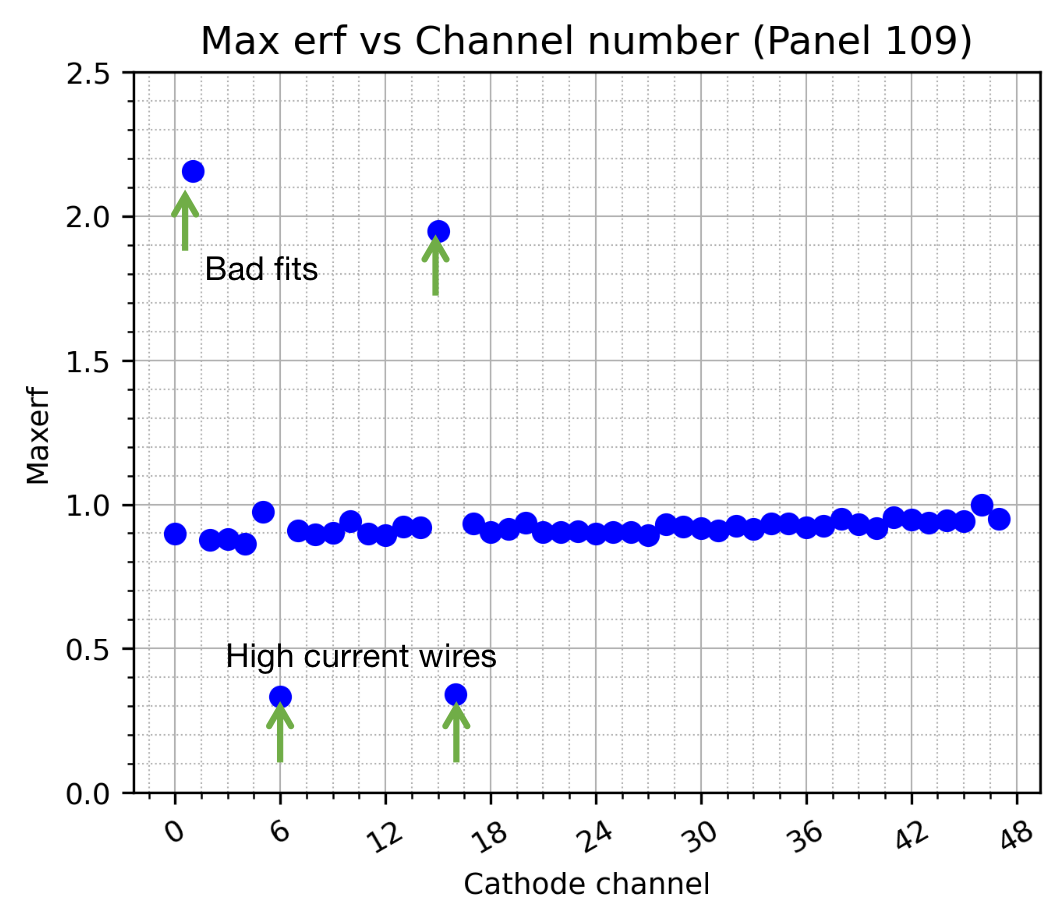 Max erf vs Channel number (Panel 109)
2.5
2.0
Bad fits
1.5
Maxerf
1.0
0.5
High current wires
0.0
0 6 12 18 24 30 36 42 48
Cathode channel